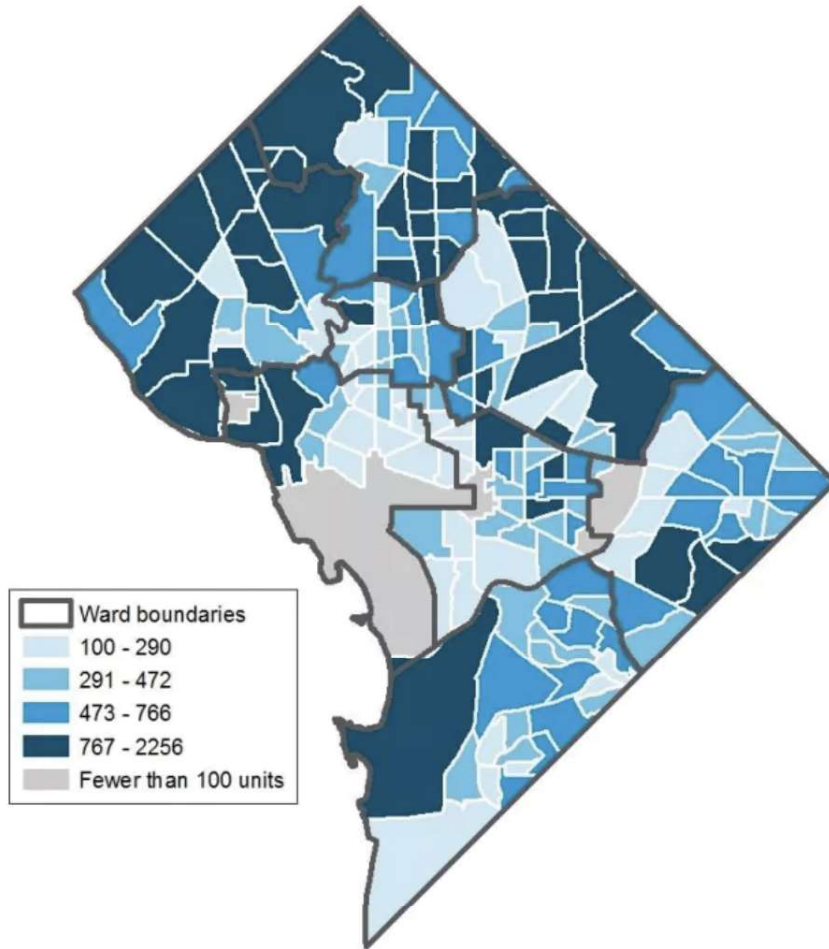 Ward boundaries
100 - 290
291 - 472
473 - 766
767 - 2256
Fewer than 100 units